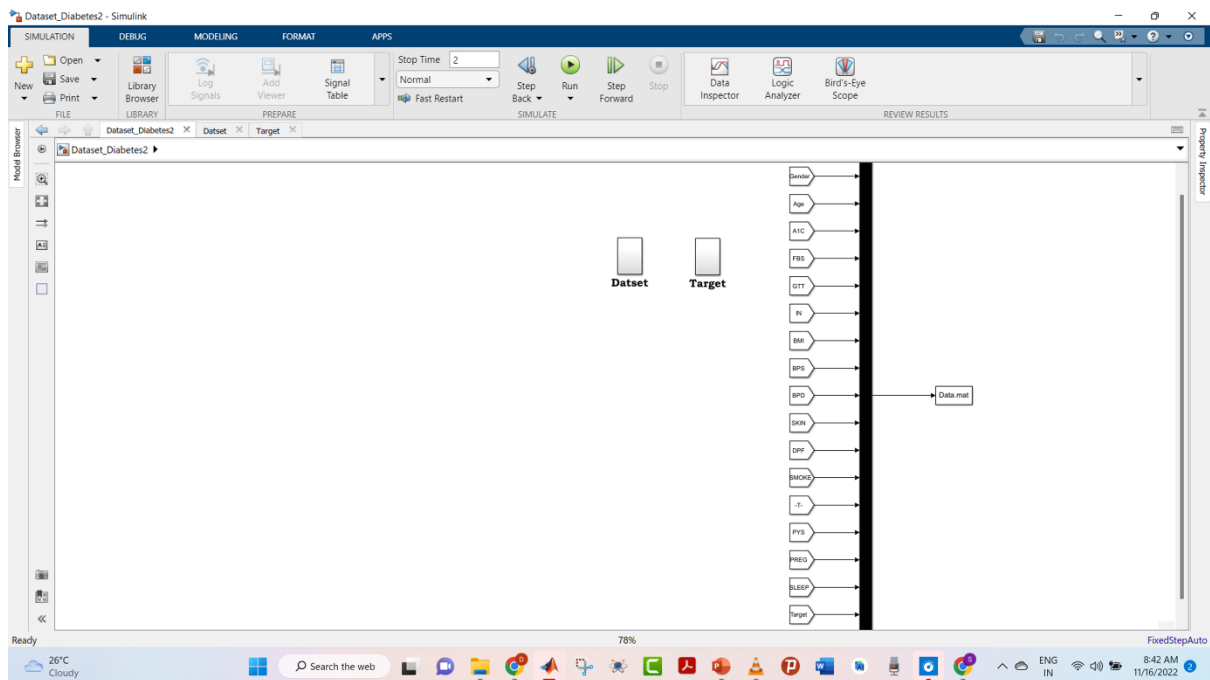 Dataset_Diabetes2 - Simulink
SIMULATION DEBUG MODELING FORMAT APPS
New
Open
Save
Print
FILE
Library Browser
LIBRARY
Log Signals
Add Viewer
Signal Table
PREPARE
Stop Time 2
Normal
Fast Restart
Step Back
Run
Step Forward
Stop
SIMULATE
Data Inspector
Logic Analyzer
Bird's-Eye Scope
REVIEW RESULTS
Model Browser
Dataset_Diabetes2 Datset Target
Dataset_Diabetes2
Property Inspector
Datset
Target
Gender
Age
A1C
FBS
GTT
IN
BMI
BPS
BPD
SKIN
DPF
SMOKE
-T-
PYS
PREG
SLEEP
Target
Data.mat
Ready
78%
FixedStepAuto
26°C
Cloudy
Search the web
ENG
IN
8:42 AM
11/16/2022
2